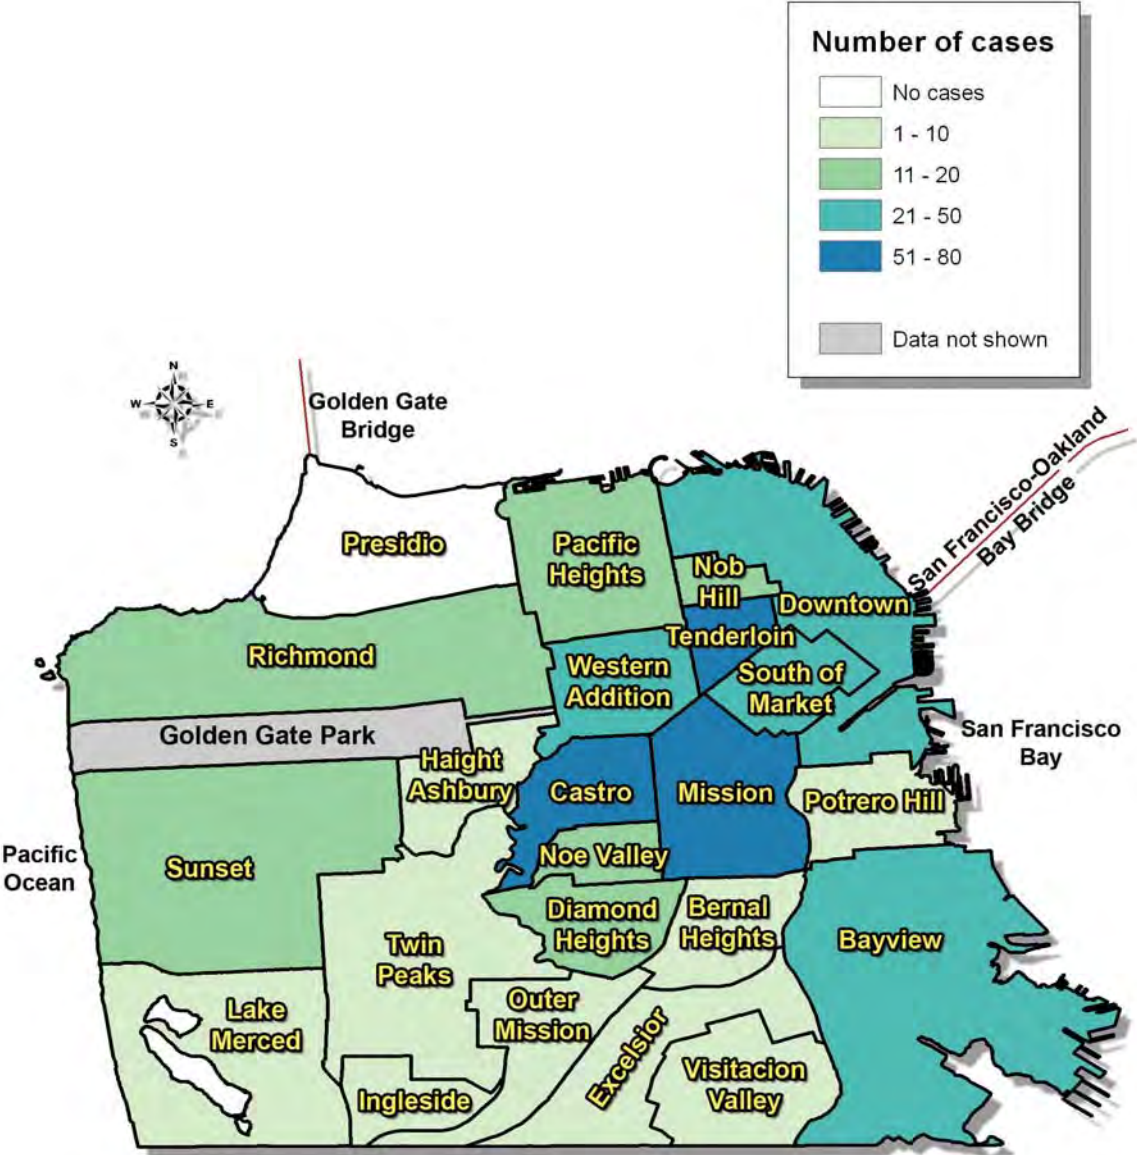 Number of cases
No cases
1 - 10
11 - 20
21 - 50
51 - 80
Data not shown
N
W
E
S
Golden Gate
Bridge
San Francisco-Oakland
Bay Bridge
Presidio
Pacific
Heights
Nob
Hill
Downtown
Tenderloin
Richmond
Western
Addition
South of
Market
Golden Gate Park
San Francisco
Bay
Haight
Ashbury
Castro
Mission
Potrero Hill
Pacific
Ocean
Sunset
Noe Valley
Diamond
Heights
Bernal
Heights
Bayview
Twin
Peaks
Lake
Merced
Outer
Mission
Excelsior
Visitacion
Valley
Ingleside